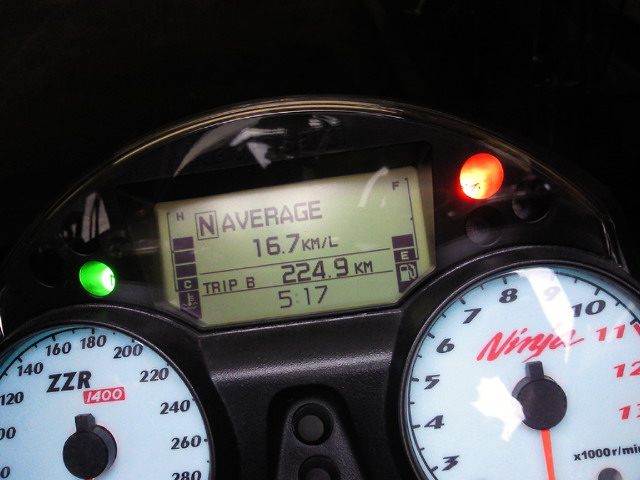 H
F
N AVERAGE
16.7 KM/L
E
C
TRIP B 224.9 KM
5:17
ZZR
1400
140
160
180
200
220
240
260
280
120
Ninja
3
4
5
6
7
8
9
10
11
12
x1000r/min